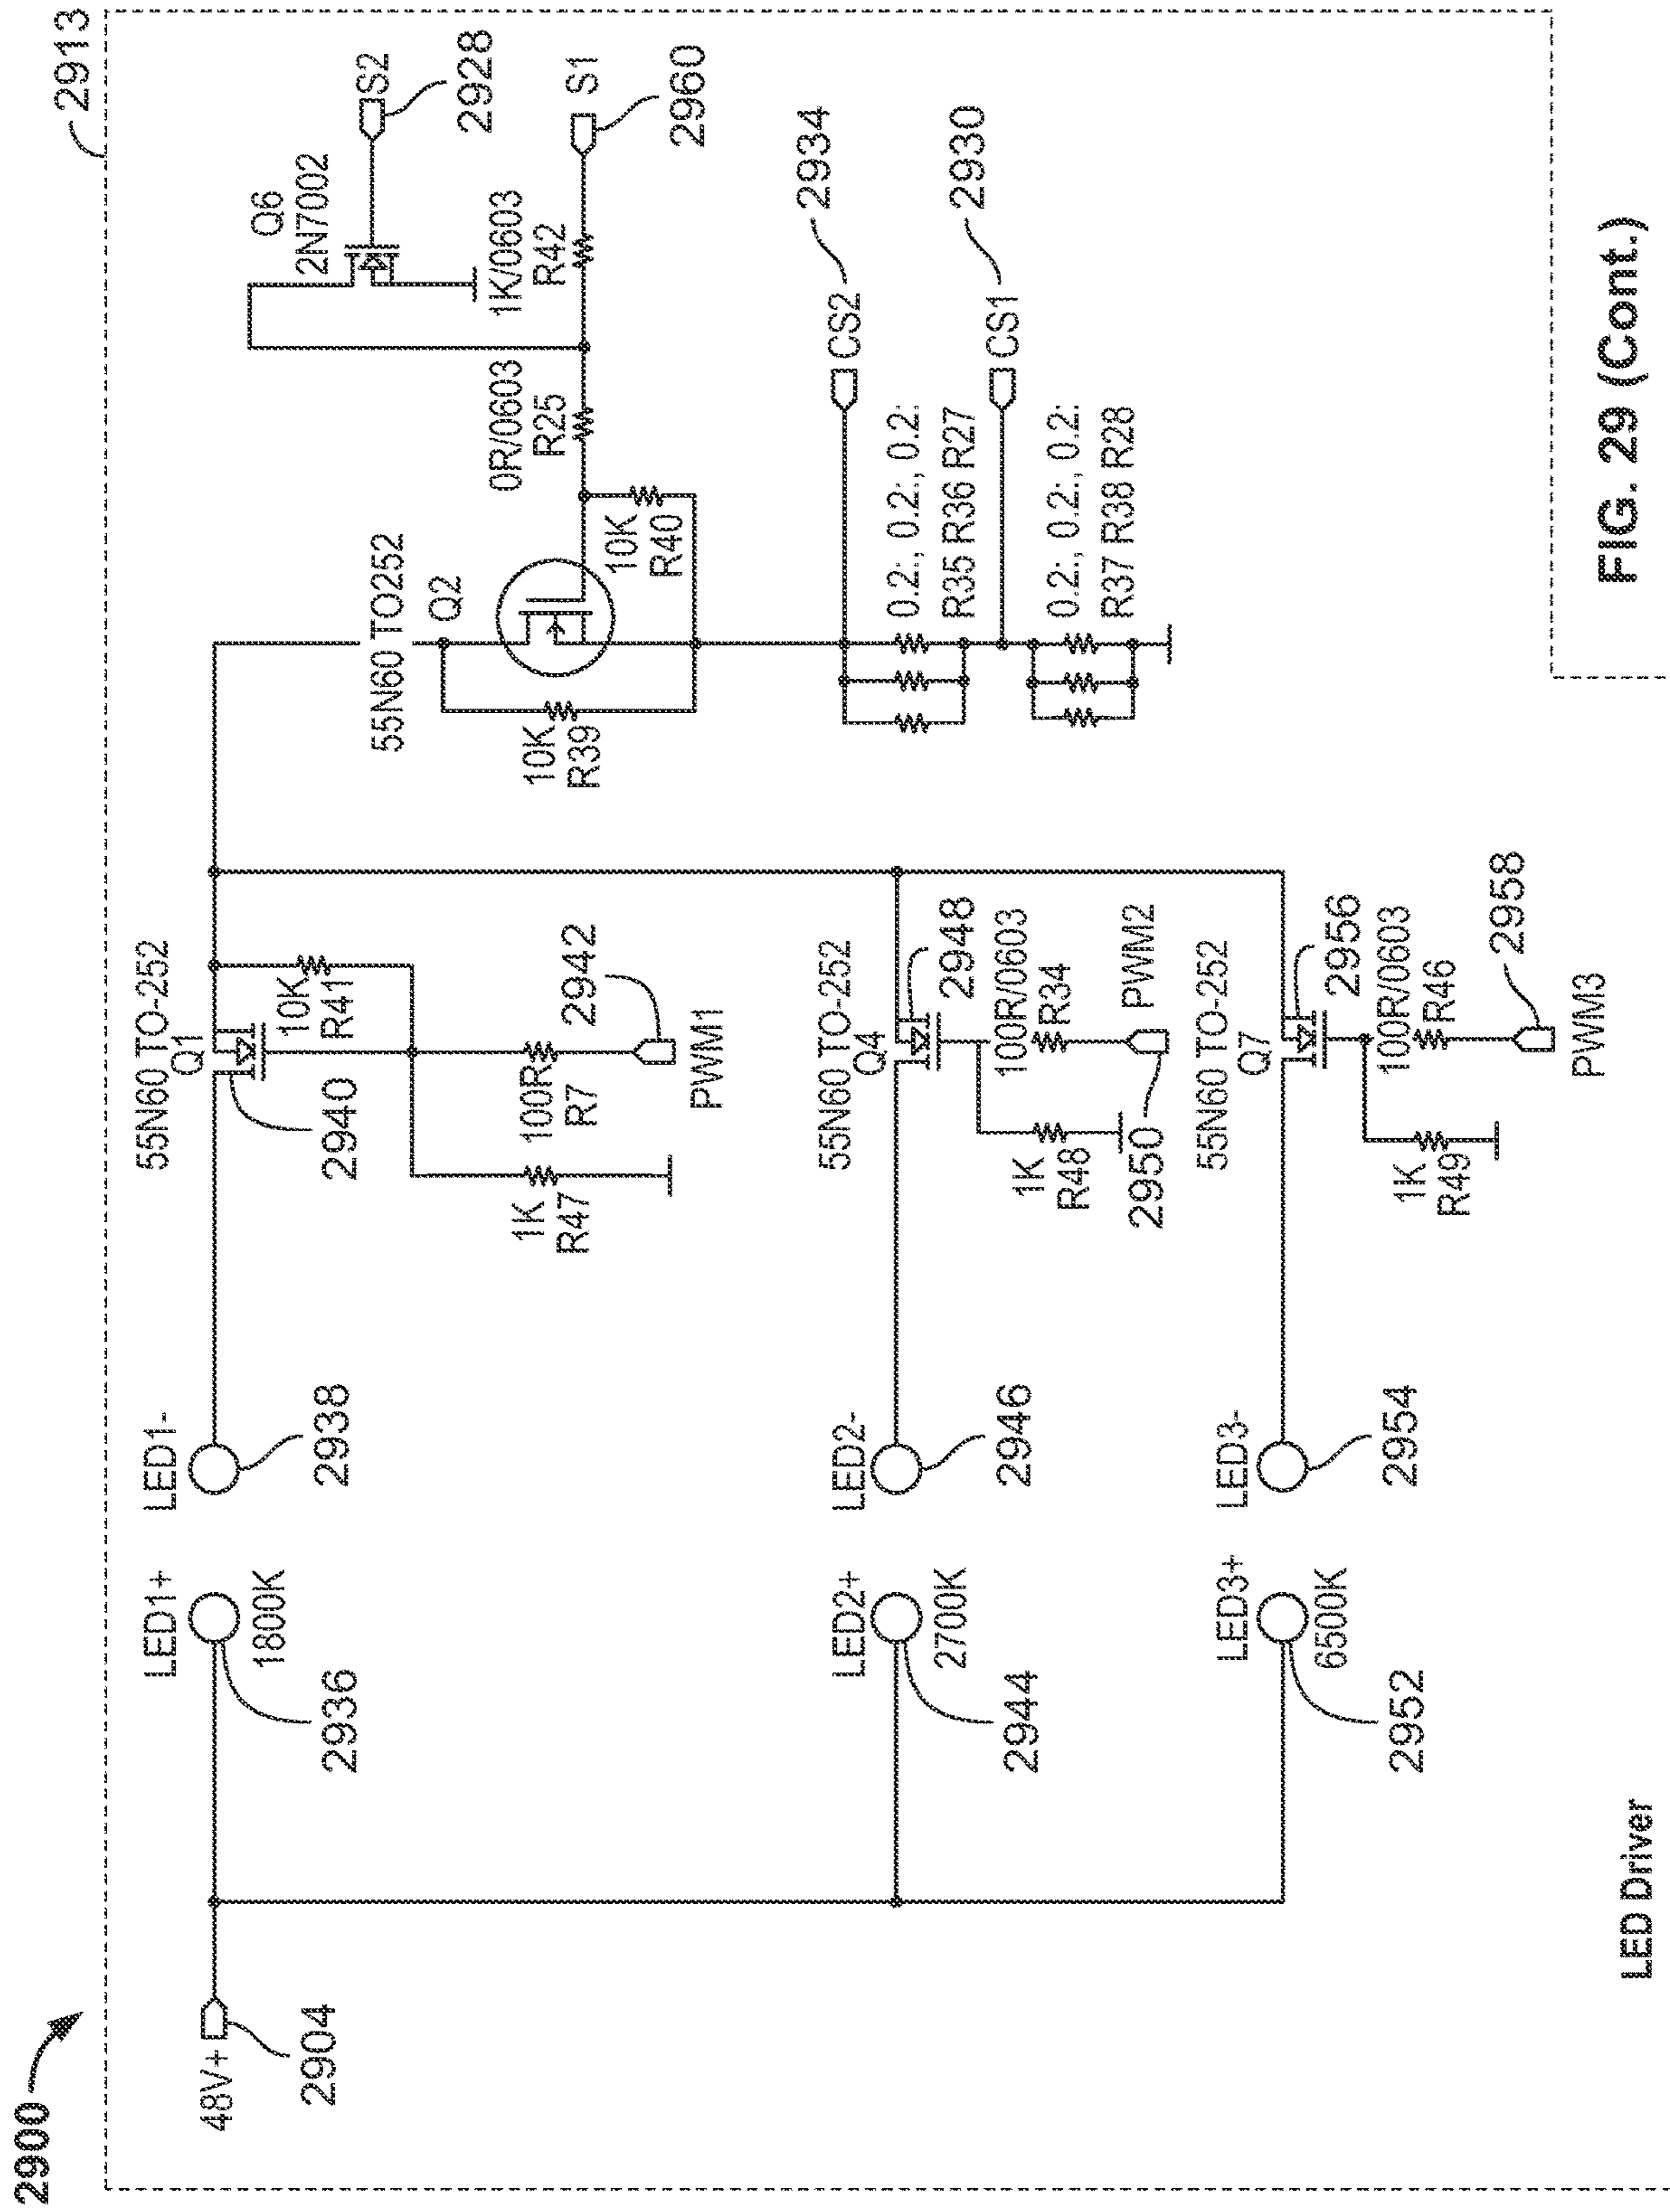 2900
2913
48V+
2904
LED1+
1800K
2936
LED1-
2938
55N60 TO-252
Q1
2940
10K
R41
100R
R7
1K
R47
2942
PWM1
LED2+
2700K
2944
LED2-
2946
55N60 TO-252
Q4
2948
100R/0603
R34
1K
R48
PWM2
2950
LED3+
6500K
2952
LED3-
2954
55N60 TO-252
Q7
2956
100R/0603
R46
1K
R49
2958
PWM3
55N60 TO252
Q2
10K
R39
10K
R40
0R/0603
R25
1K/0603
R42
Q6
2N7002
S2
2928
S1
2960
CS2
2934
0.2:, 0.2:, 0.2:
R35 R36 R27
CS1
2930
0.2:, 0.2:, 0.2:
R37 R38 R28
LED Driver
FIG. 29 (Cont.)